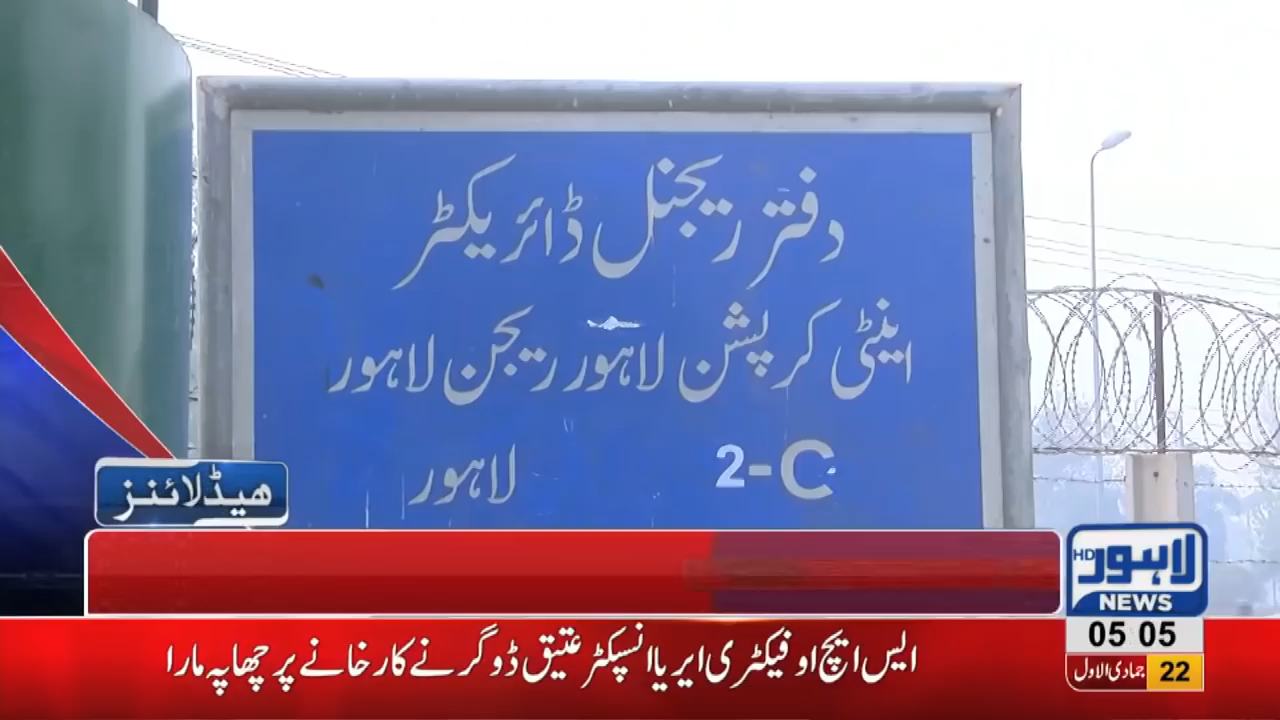 دفتر ریجنل ڈائریکٹر
اینٹی کرپشن لاہور ریجن لاہور
2-C لاہور
ھیڈلائنز
لاہور HD
NEWS
05 05
22 جمادی الاول
ایس ایچ او فیکٹری ایریا انسپکٹر عتیق ڈوگر نے کارخانے پر چھاپہ مارا